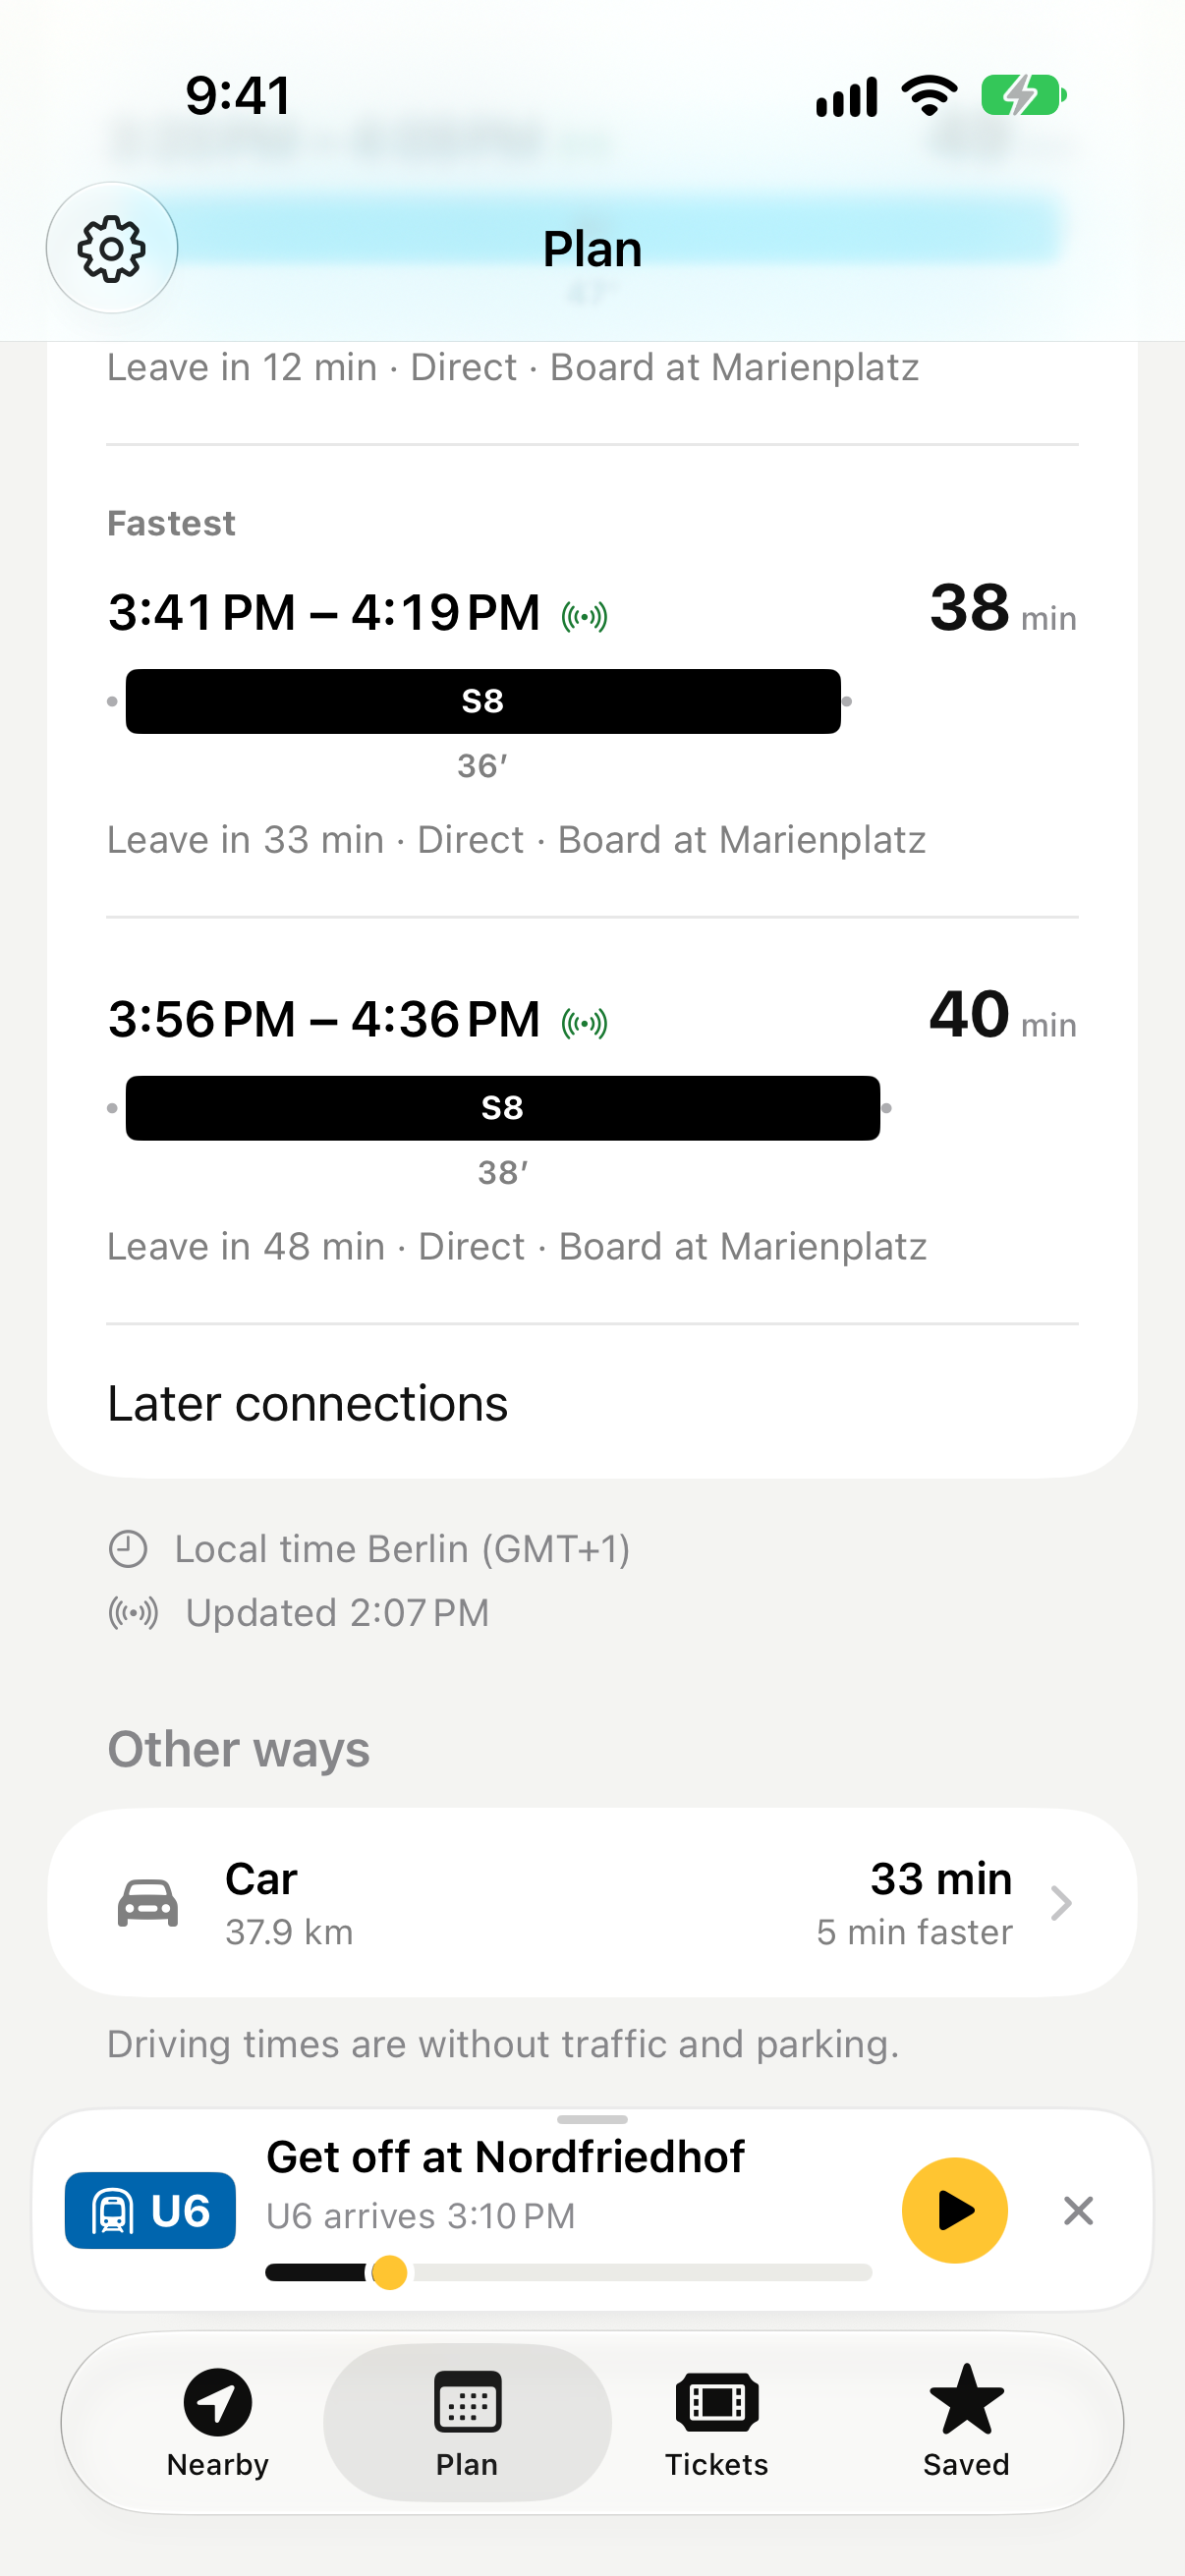 9:41
Plan
47'
Leave in 12 min · Direct · Board at Marienplatz
Fastest
3:41 PM – 4:19 PM
38 min
S8
36′
Leave in 33 min · Direct · Board at Marienplatz
3:56 PM – 4:36 PM
40 min
S8
38′
Leave in 48 min · Direct · Board at Marienplatz
Later connections
Local time Berlin (GMT+1)
Updated 2:07 PM
Other ways
Car
33 min
37.9 km
5 min faster
Driving times are without traffic and parking.
Get off at Nordfriedhof
U6
U6 arrives 3:10 PM
Nearby
Plan
Tickets
Saved